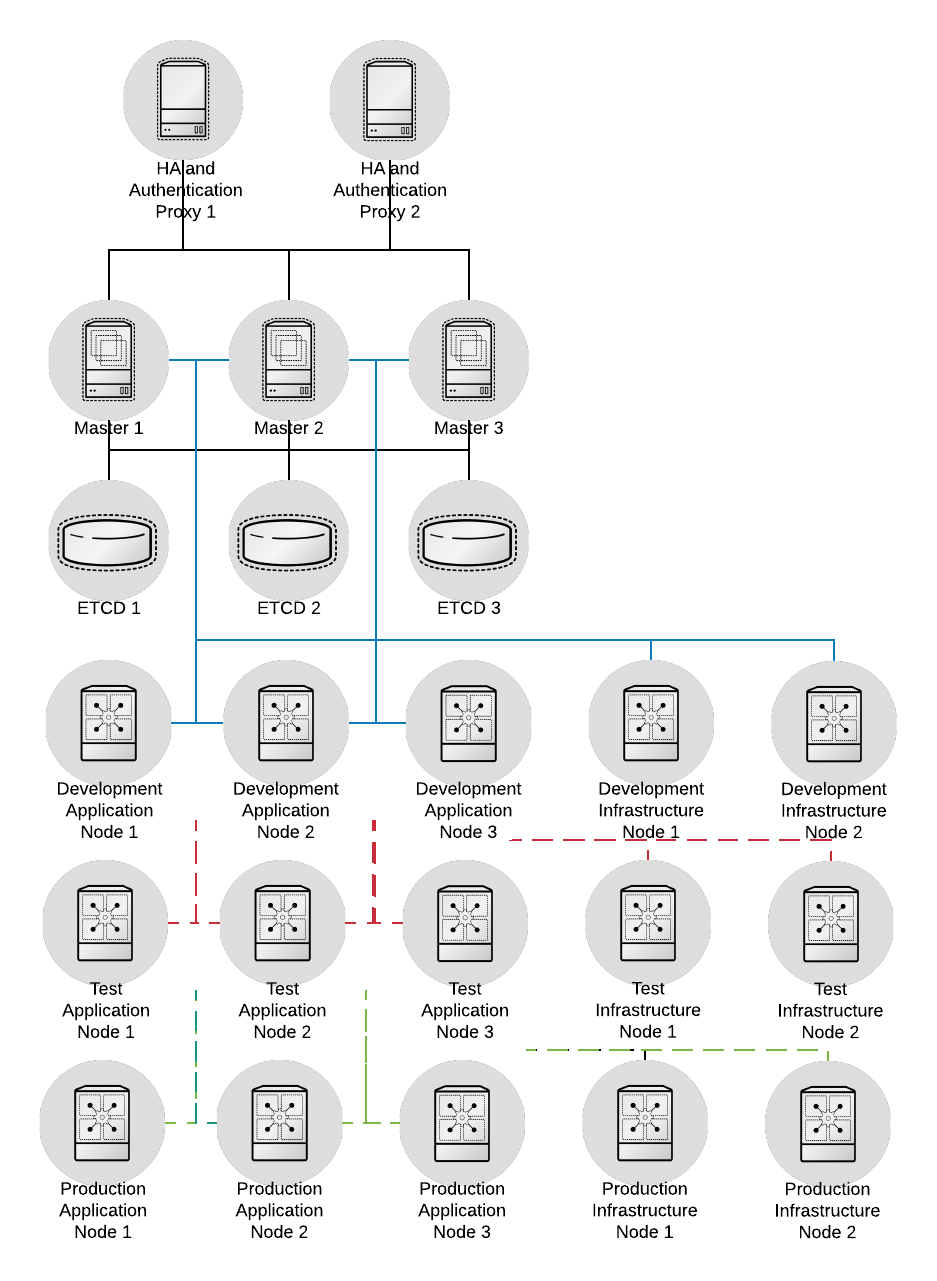 HA and
Authentication
Proxy 1
HA and
Authentication
Proxy 2
Master 1
Master 2
Master 3
ETCD 1
ETCD 2
ETCD 3
Development
Application
Node 1
Development
Application
Node 2
Development
Application
Node 3
Development
Infrastructure
Node 1
Development
Infrastructure
Node 2
Test
Application
Node 1
Test
Application
Node 2
Test
Application
Node 3
Test
Infrastructure
Node 1
Test
Infrastructure
Node 2
Production
Application
Node 1
Production
Application
Node 2
Production
Application
Node 3
Production
Infrastructure
Node 1
Production
Infrastructure
Node 2